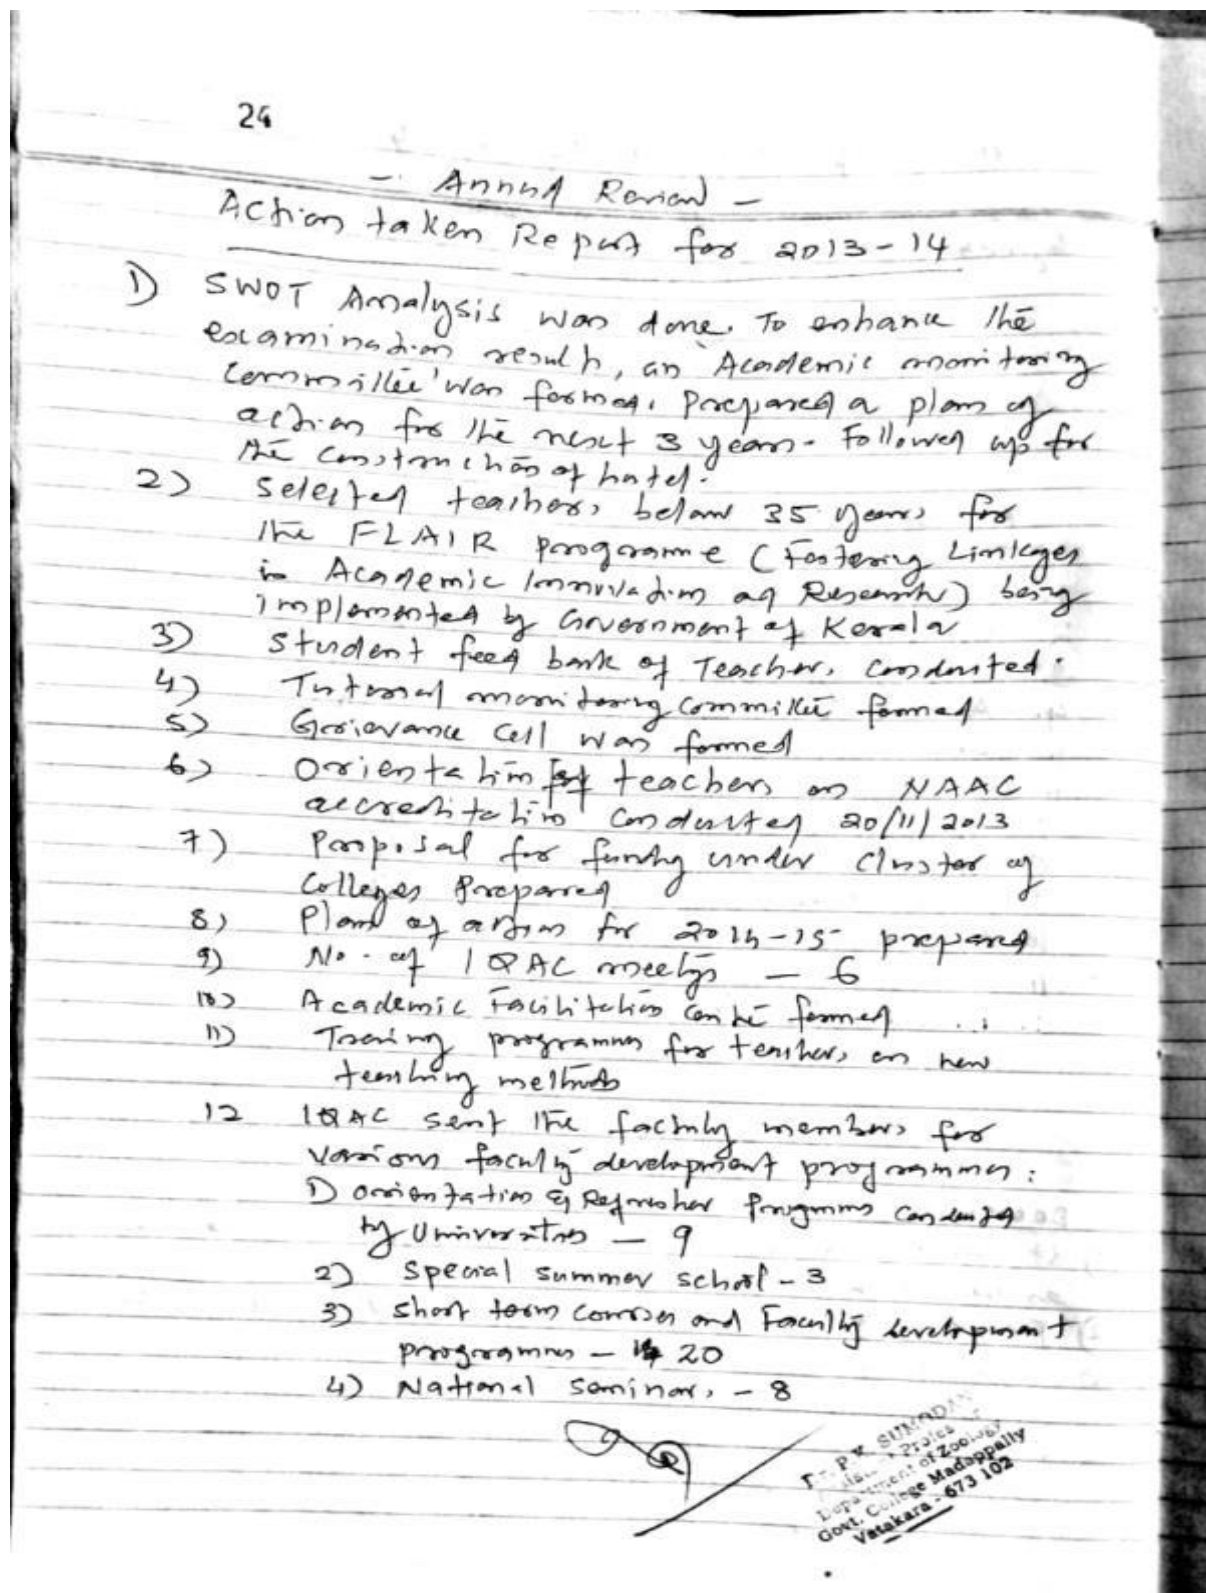 24
- Annual Review -
Action taken Report for 2013-14
1) SWOT Analysis was done. To enhance the
examination result, an 'Academic monitoring
Committee' was formed. Prepared a plan of
action for the next 3 years. Followed up for
the construction of hostel.
2) Selected teachers below 35 years for
the FLAIR programme (Fostering Linkages
in Academic Innovation and Research) being
implemented by Government of Kerala
3) Student feed back of Teachers conducted.
4) Tutorial monitoring Committee formed
5) Grievance Cell was formed
6) Orientation of teachers on NAAC
accreditation conducted 20/11/2013
7) Proposal for funding under Cluster of
Colleges Prepared
8) Plan of action for 2014-15 prepared
9) No. of IQAC meetings - 6
10) Academic Facilitation Centre formed
11) Training programmes for teachers on new
teaching methods
12 IQAC sent the faculty members for
various faculty development programmes:
1) Orientation & Refresher Programmes conducted
by Universities - 9
2) Special summer school - 3
3) Short term Courses and Faculty development
programmes - 20
4) National Seminars - 8
P. K. SUMODAN
Department of Zoology
Govt. College Madappally
Vatakara - 673 102